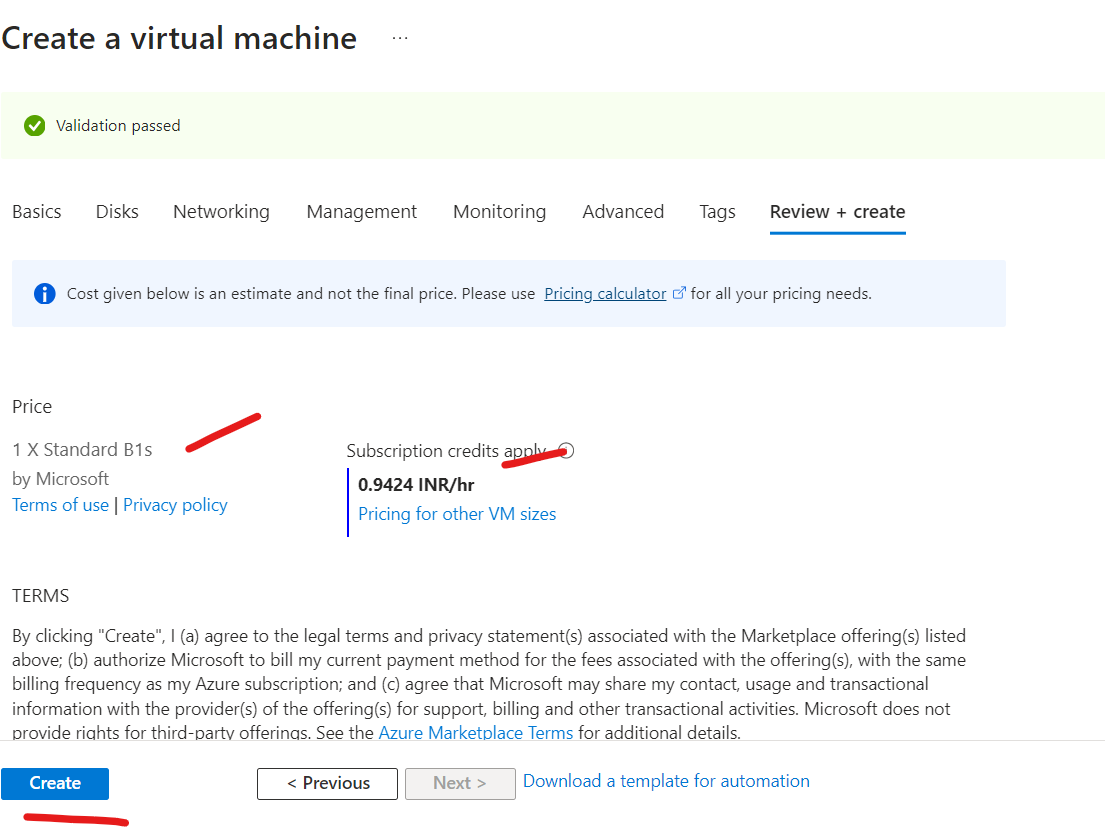 Create a virtual machine ...
Validation passed
Basics Disks Networking Management Monitoring Advanced Tags Review + create
Cost given below is an estimate and not the final price. Please use Pricing calculator for all your pricing needs.
Price
1 X Standard B1s
by Microsoft
Terms of use | Privacy policy
Subscription credits apply
0.9424 INR/hr
Pricing for other VM sizes
TERMS
By clicking "Create", I (a) agree to the legal terms and privacy statement(s) associated with the Marketplace offering(s) listed
above; (b) authorize Microsoft to bill my current payment method for the fees associated with the offering(s), with the same
billing frequency as my Azure subscription; and (c) agree that Microsoft may share my contact, usage and transactional
information with the provider(s) of the offering(s) for support, billing and other transactional activities. Microsoft does not
provide rights for third-party offerings. See the Azure Marketplace Terms for additional details.
Create < Previous Next > Download a template for automation